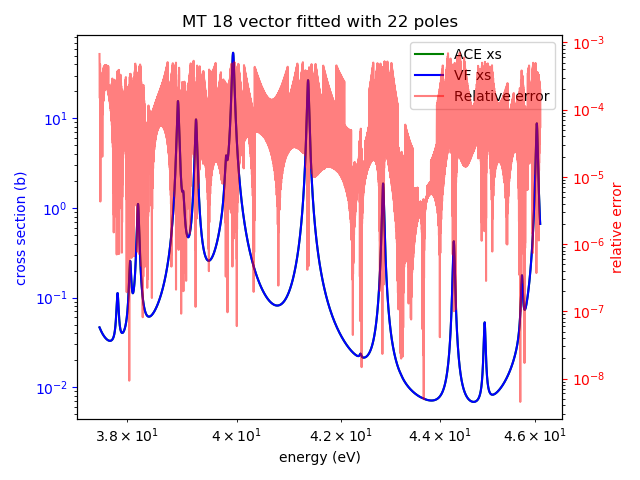 MT 18 vector fitted with 22 poles
ACE xs
VF xs
Relative error
cross section (b)
10¹
10⁰
10⁻¹
10⁻²
10⁻³
10⁻⁴
10⁻⁵
10⁻⁶
10⁻⁷
10⁻⁸
relative error
3.8 × 10¹
4 × 10¹
4.2 × 10¹
4.4 × 10¹
4.6 × 10¹
energy (eV)